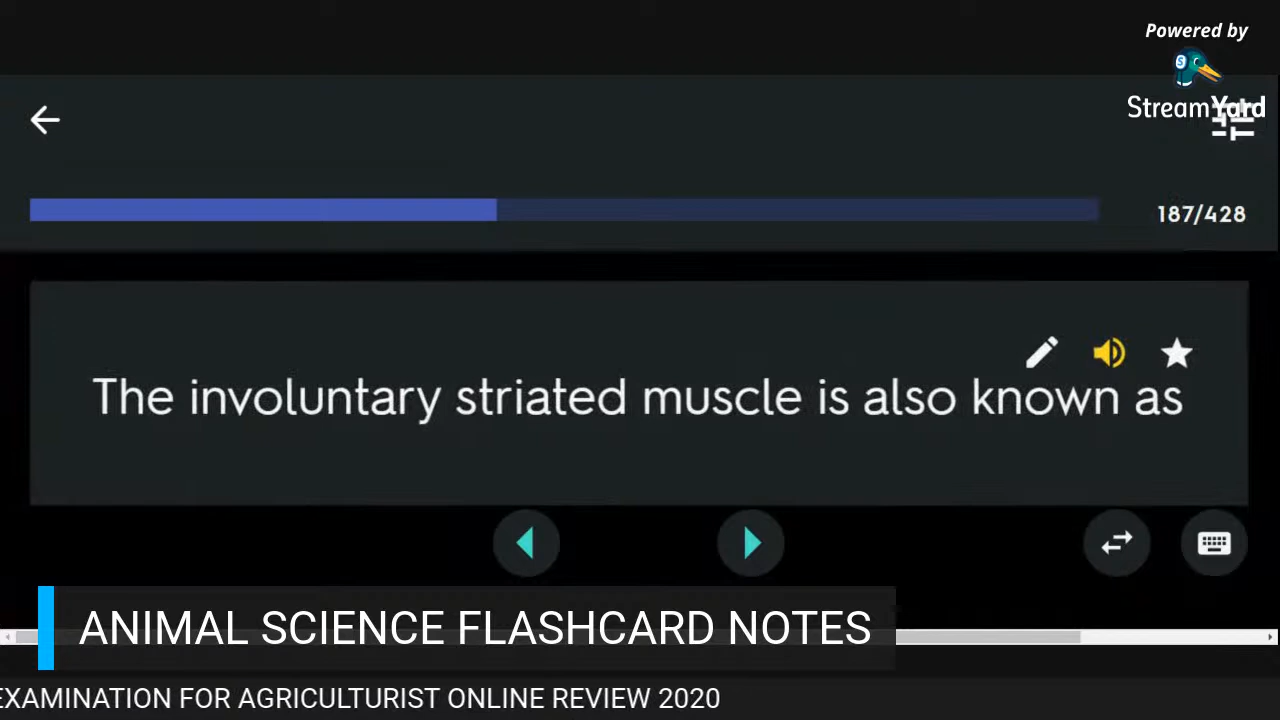 Powered by
StreamYard
187/428
The involuntary striated muscle is also known as
ANIMAL SCIENCE FLASHCARD NOTES
EXAMINATION FOR AGRICULTURIST ONLINE REVIEW 2020